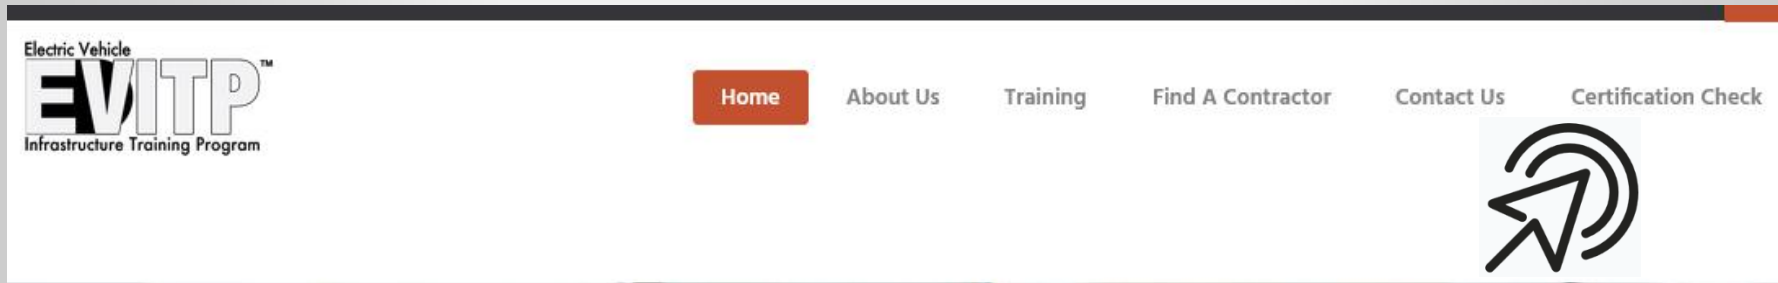 Electric Vehicle
EVITP™
Infrastructure Training Program
Home About Us Training Find A Contractor Contact Us Certification Check